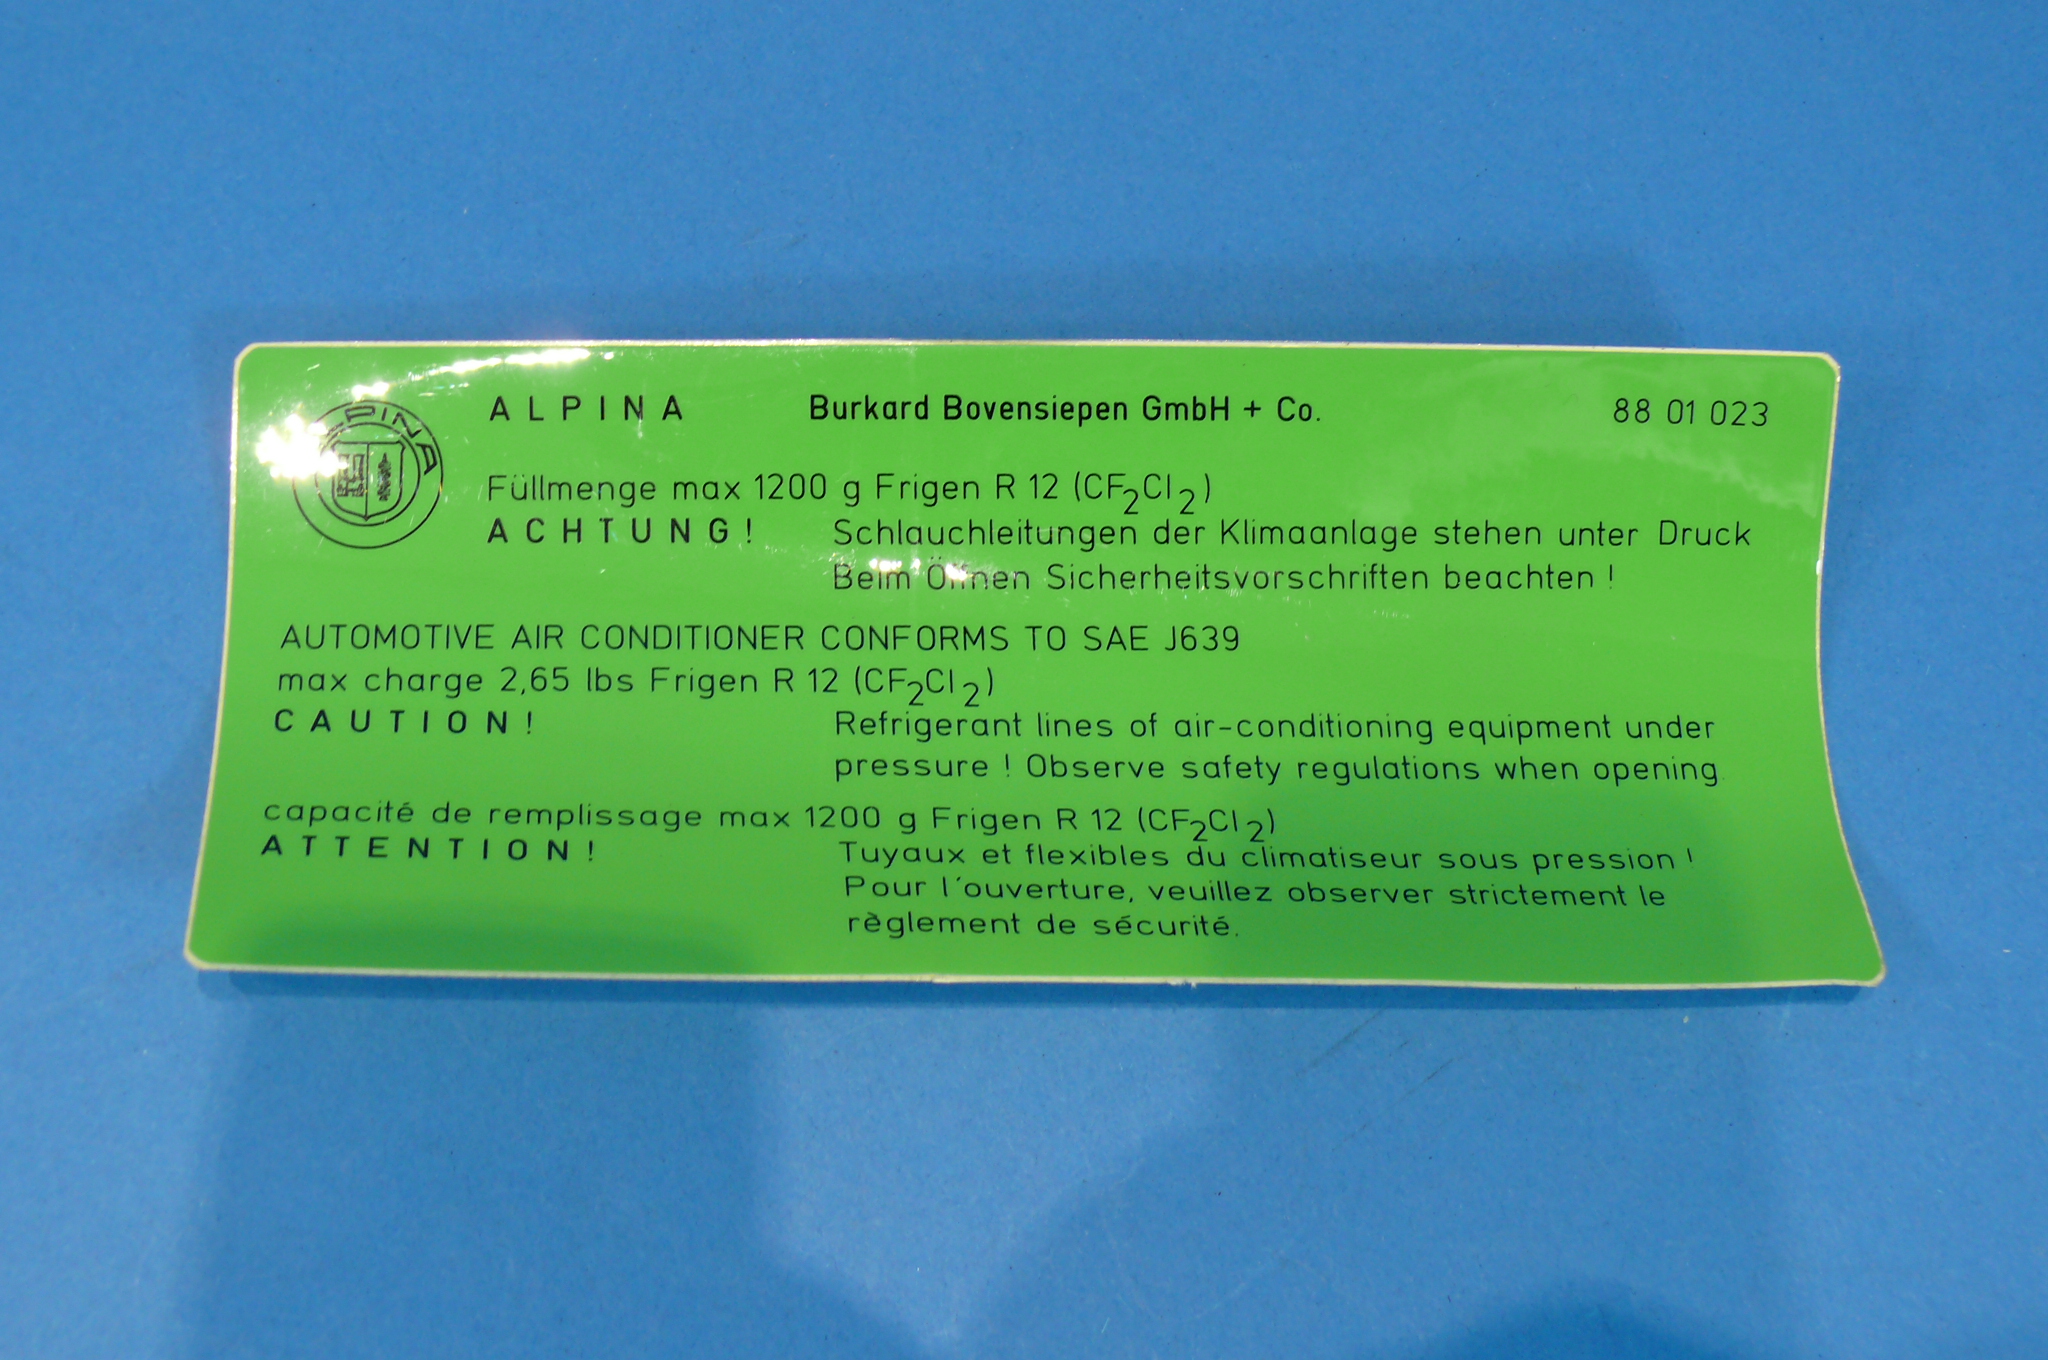 ALPINA
ALPINA Burkard Bovensiepen GmbH + Co. 88 01 023
Füllmenge max 1200 g Frigen R 12 (CF₂Cl₂)
ACHTUNG! Schlauchleitungen der Klimaanlage stehen unter Druck
Beim Öffnen Sicherheitsvorschriften beachten !
AUTOMOTIVE AIR CONDITIONER CONFORMS TO SAE J639
max charge 2,65 lbs Frigen R 12 (CF₂Cl₂)
CAUTION! Refrigerant lines of air-conditioning equipment under
pressure ! Observe safety regulations when opening.
capacité de remplissage max 1200 g Frigen R 12 (CF₂Cl₂)
ATTENTION! Tuyaux et flexibles du climatiseur sous pression !
Pour l´ouverture, veuillez observer strictement le
règlement de sécurité.